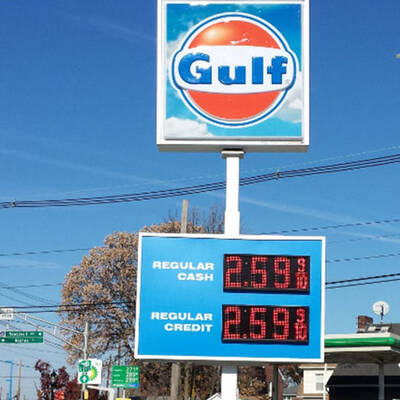 Gulf
REGULAR
CASH
2.59 9/10
REGULAR
CREDIT
2.59 9/10